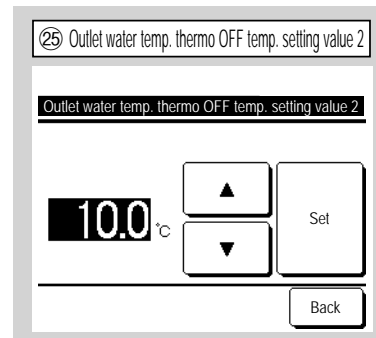 ㉕ Outlet water temp. thermo OFF temp. setting value 2
Outlet water temp. thermo OFF temp. setting value 2
▲
10.0 °C
Set
▼
Back